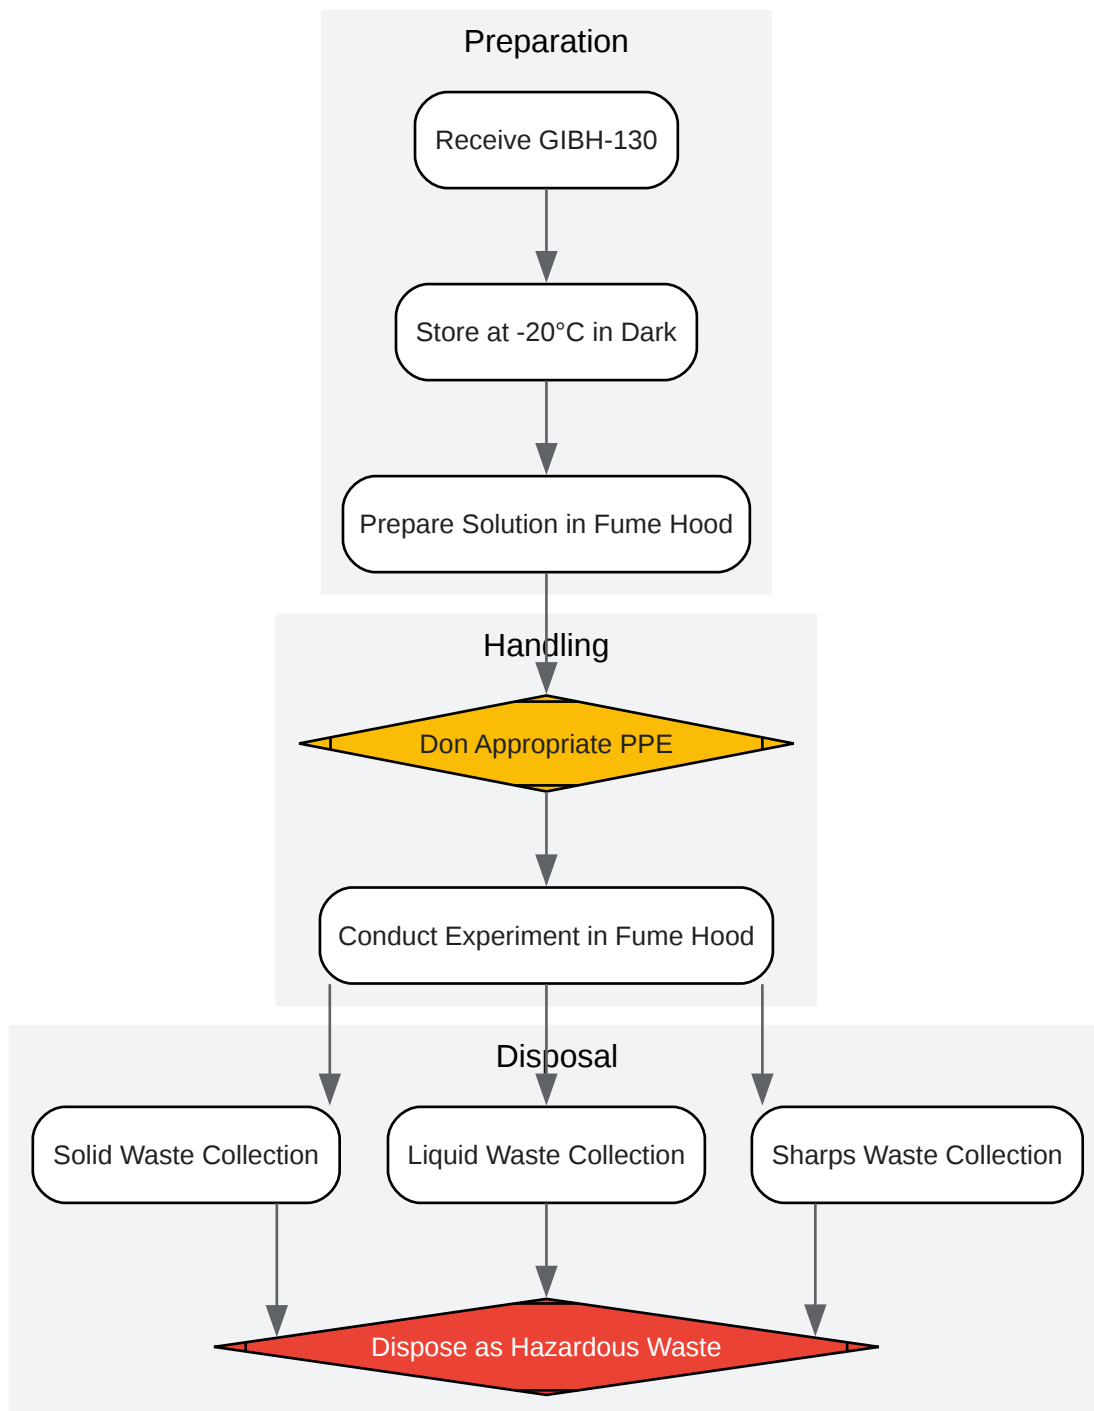 Preparation
Receive GIBH-130
Store at -20°C in Dark
Prepare Solution in Fume Hood
Handling
Don Appropriate PPE
Conduct Experiment in Fume Hood
Disposal
Solid Waste Collection
Liquid Waste Collection
Sharps Waste Collection
Dispose as Hazardous Waste